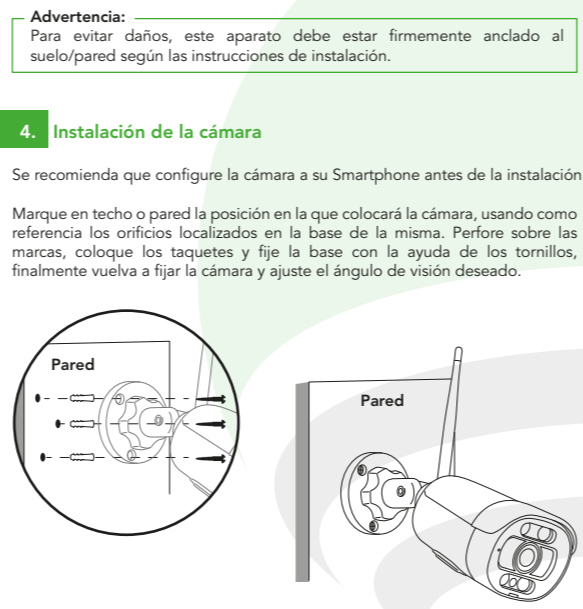 Advertencia:
Para evitar daños, este aparato debe estar firmemente anclado al
suelo/pared según las instrucciones de instalación.
4. Instalación de la cámara
Se recomienda que configure la cámara a su Smartphone antes de la instalación
Marque en techo o pared la posición en la que colocará la cámara, usando como
referencia los orificios localizados en la base de la misma. Perfore sobre las
marcas, coloque los taquetes y fije la base con la ayuda de los tornillos,
finalmente vuelva a fijar la cámara y ajuste el ángulo de visión deseado.
Pared
Pared